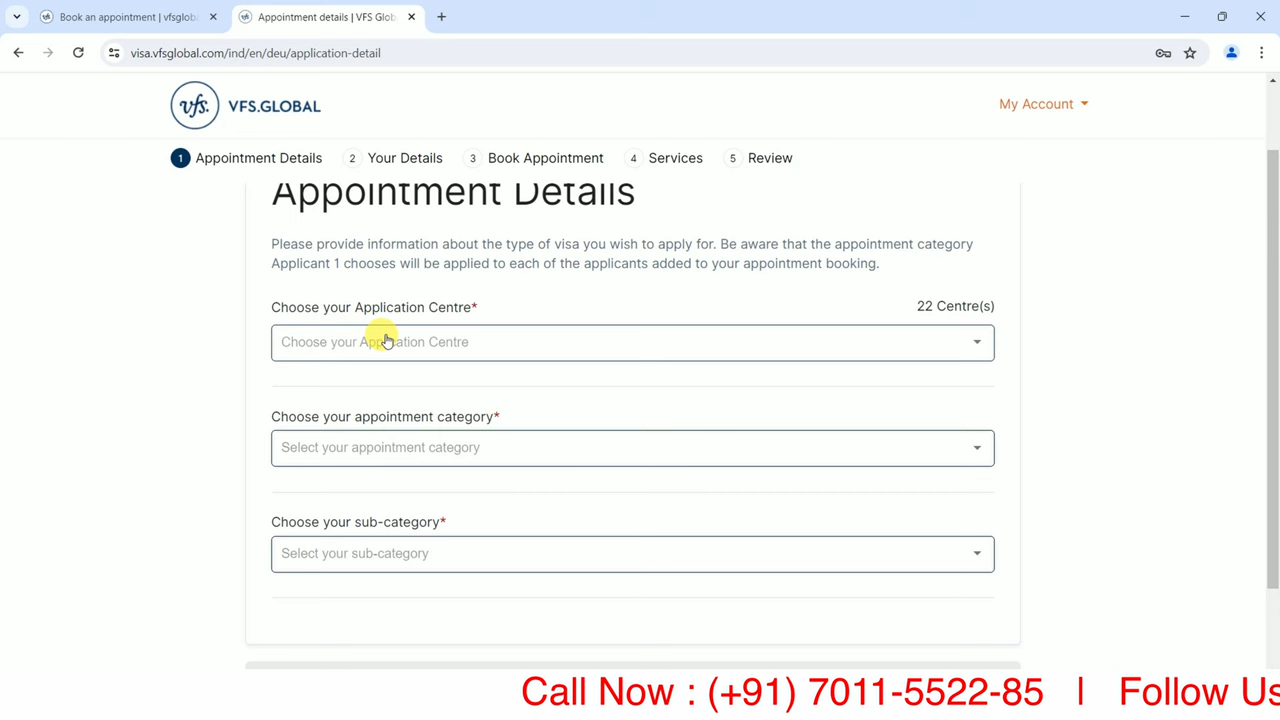 Book an appointment | vfsglob
Appointment details | VFS Glob
visa.vfsglobal.com/ind/en/deu/application-detail
vfs. VFS.GLOBAL
My Account
1 Appointment Details 2 Your Details 3 Book Appointment 4 Services 5 Review
Appointment Details
Please provide information about the type of visa you wish to apply for. Be aware that the appointment category
Applicant 1 chooses will be applied to each of the applicants added to your appointment booking.
Choose your Application Centre* 22 Centre(s)
Choose your Application Centre
Choose your appointment category*
Select your appointment category
Choose your sub-category*
Select your sub-category
Call Now : (+91) 7011-5522-85 | Follow Us